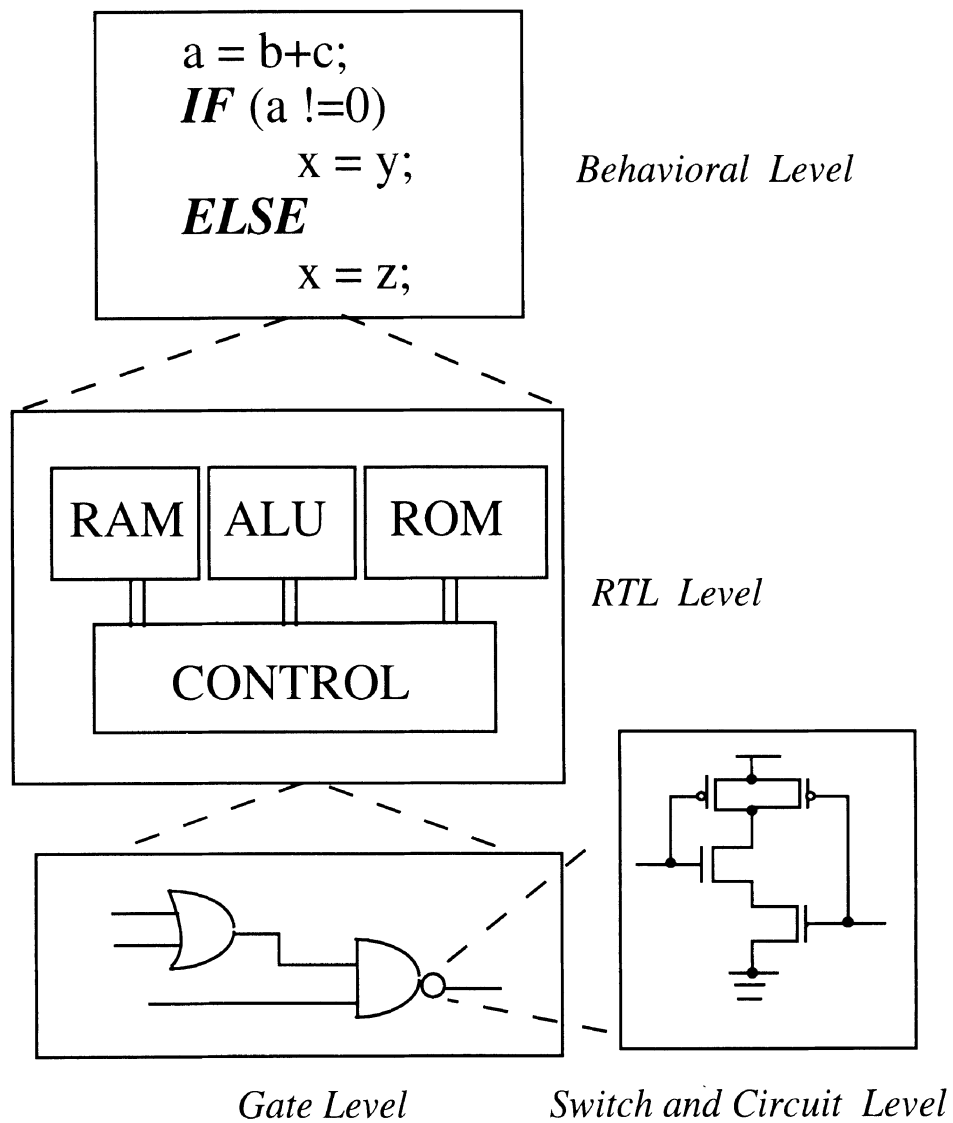 a = b+c;
IF (a !=0)
x = y;
ELSE
x = z;
Behavioral Level
RAM
ALU
ROM
RTL Level
CONTROL
Gate Level
Switch and Circuit Level